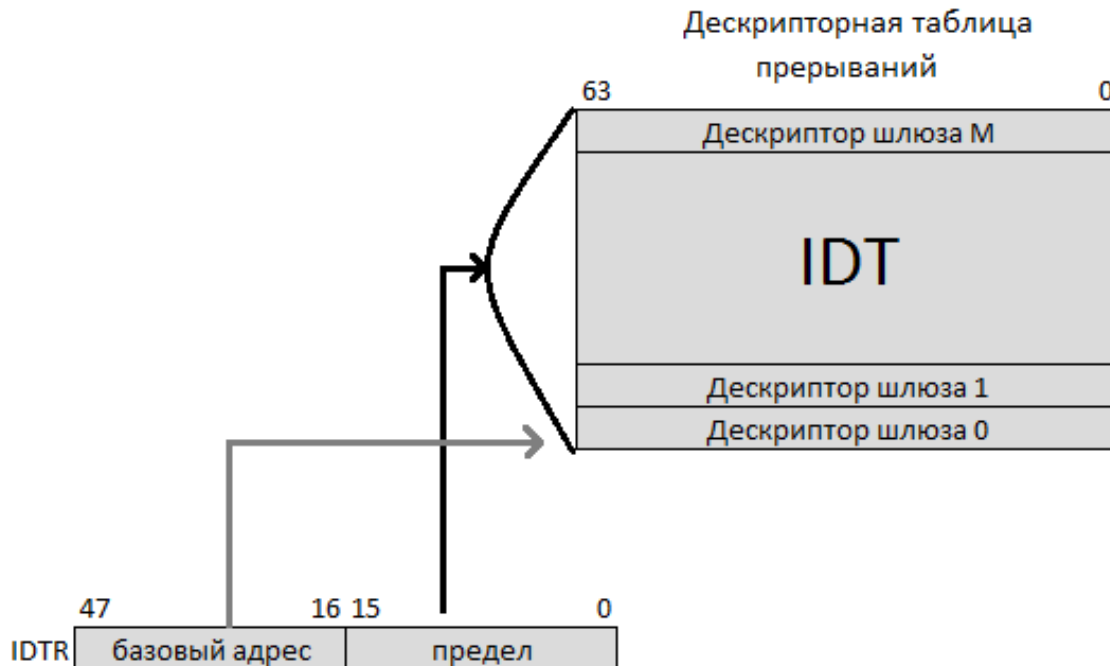 Дескрипторная таблица
прерываний
63 0
Дескриптор шлюза M
IDT
Дескриптор шлюза 1
Дескриптор шлюза 0
47 16 15 0
IDTR базовый адрес предел